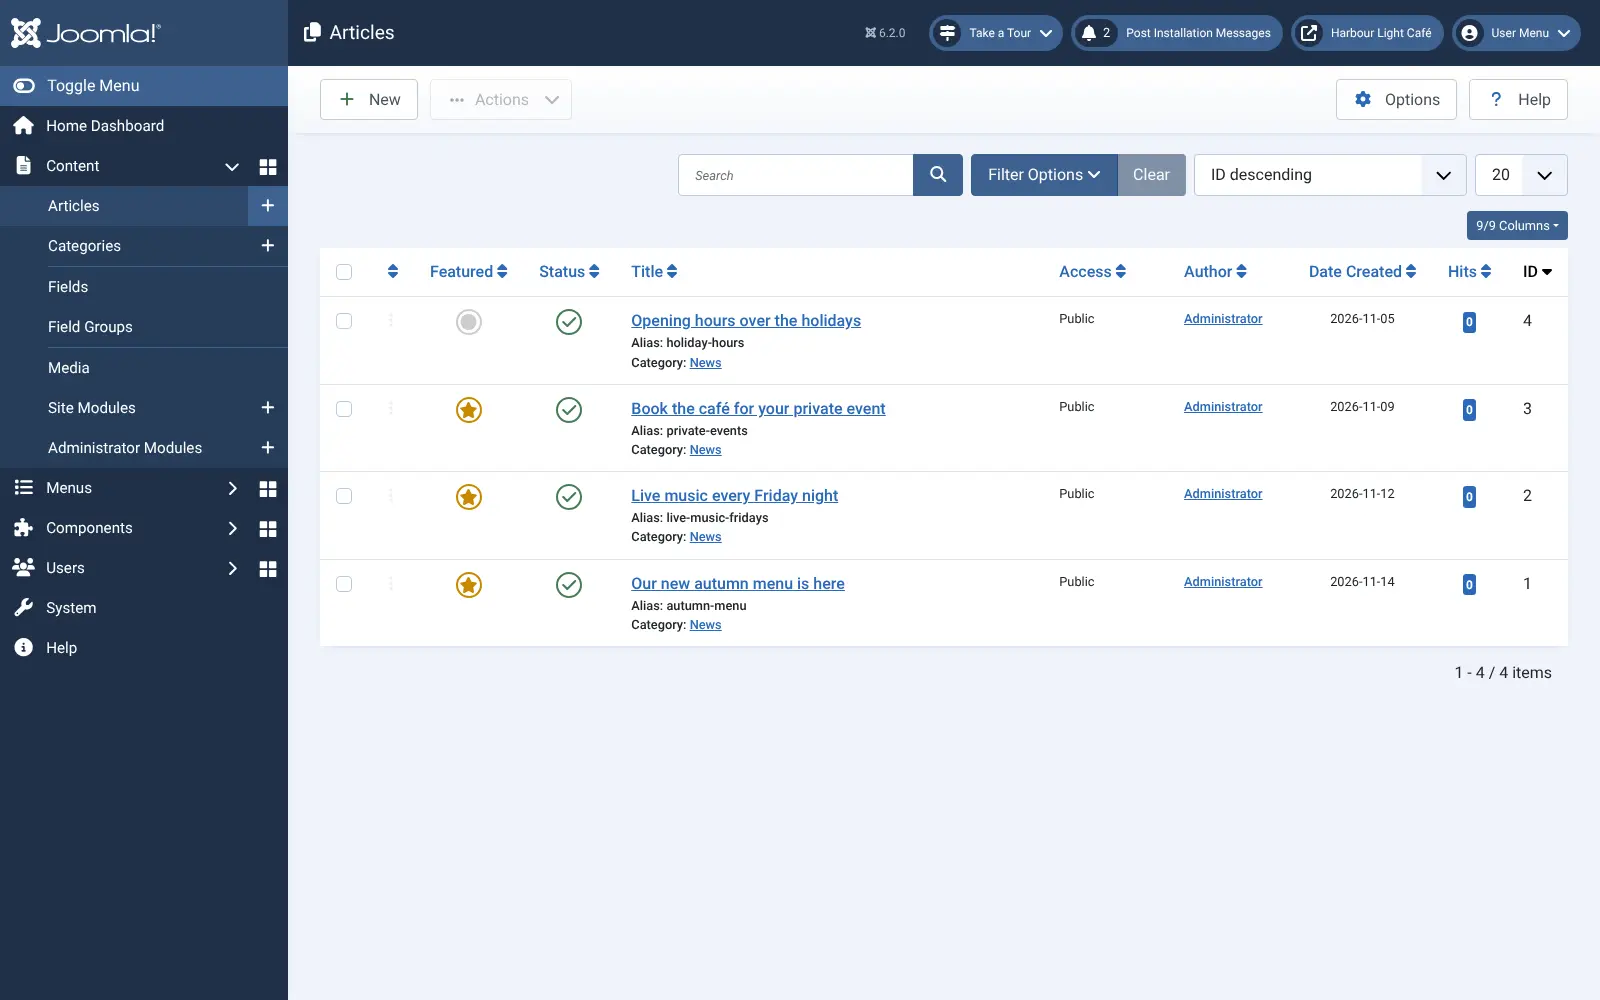 Joomla!
Articles
6.2.0
Take a Tour
2
Post Installation Messages
Harbour Light Café
User Menu
Toggle Menu
Home Dashboard
Content
Articles
Categories
Fields
Field Groups
Media
Site Modules
Administrator Modules
Menus
Components
Users
System
Help
New
Actions
Options
? Help
Search
Filter Options
Clear
ID descending
20
9/9 Columns
Featured Status Title Access Author Date Created Hits ID
Opening hours over the holidays Public Administrator 2026-11-05 0 4
Alias: holiday-hours
Category: News
Book the café for your private event Public Administrator 2026-11-09 0 3
Alias: private-events
Category: News
Live music every Friday night Public Administrator 2026-11-12 0 2
Alias: live-music-fridays
Category: News
Our new autumn menu is here Public Administrator 2026-11-14 0 1
Alias: autumn-menu
Category: News
1 - 4 / 4 items